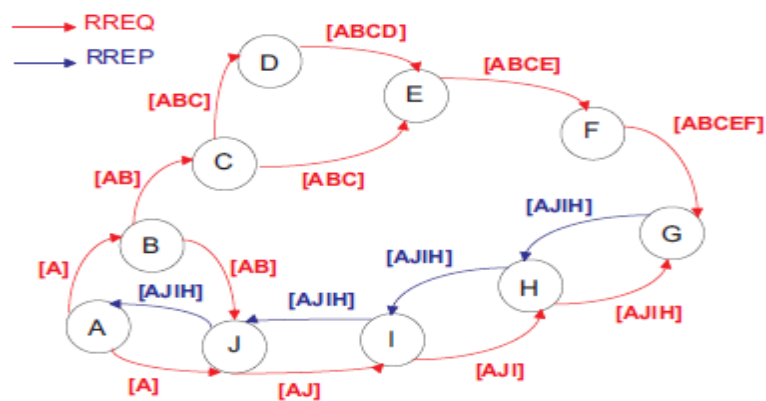 RREQ
RREP
[ABCD]
D
[ABCE]
E
[ABC]
F
[ABCEF]
C
[AB]
[ABC]
[AJIH]
B
G
[A]
[AB]
[AJIH]
[AJIH]
[AJIH]
H
A
J
I
[AJIH]
[A]
[AJ]
[AJI]